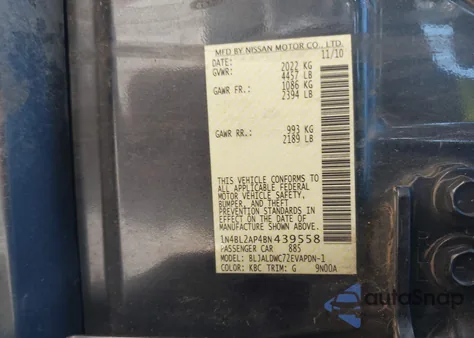 MFD BY NISSAN MOTOR CO., LTD.
DATE: 11/10
GVWR: 2022 KG
4457 LB
GAWR FR.: 1086 KG
2394 LB
GAWR RR.: 993 KG
2189 LB
THIS VEHICLE CONFORMS TO
ALL APPLICABLE FEDERAL
MOTOR VEHICLE SAFETY,
BUMPER, AND THEFT
PREVENTION STANDARDS IN
EFFECT ON THE DATE OF
MANUFACTURE SHOWN ABOVE.
1N4BL2AP4BN439558
PASSENGER CAR 885
MODEL: BLJALDWC72EVAPDN-1
COLOR: KBC TRIM: G 9N00A
autoSnap